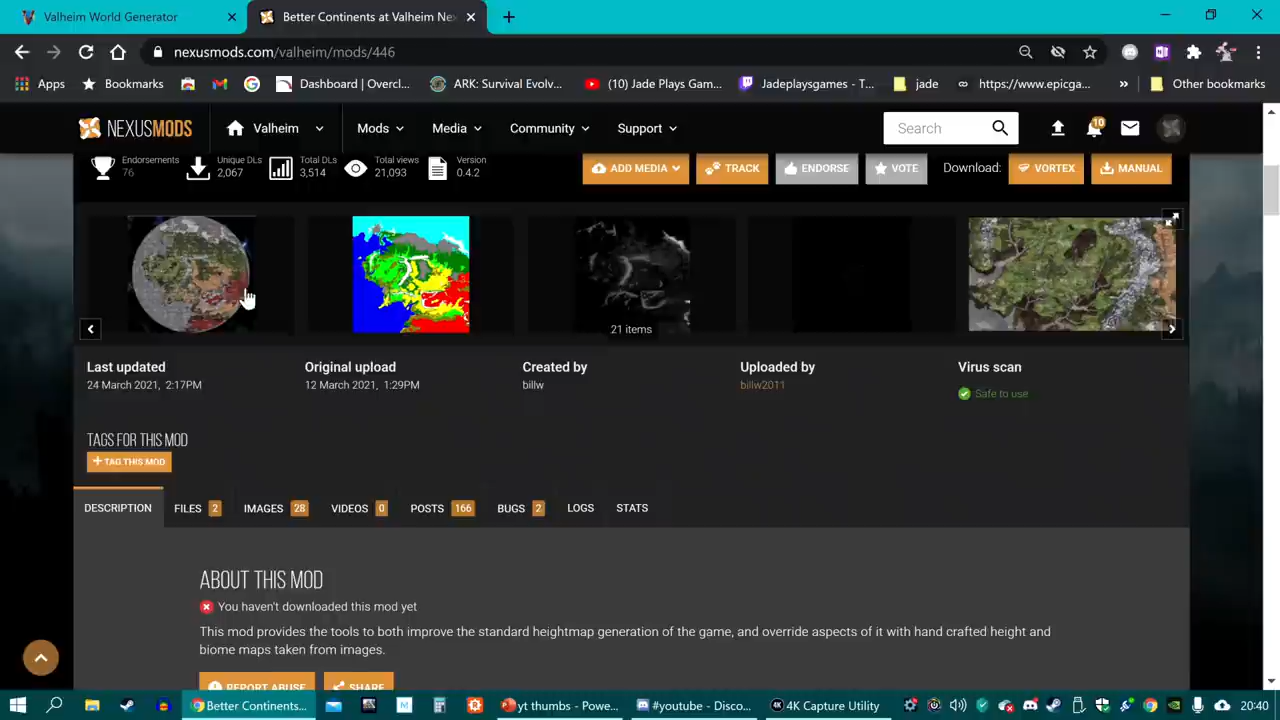 Valheim World Generator
Better Continents at Valheim Nex
nexusmods.com/valheim/mods/446
Apps
Bookmarks
Dashboard | Overcl...
ARK: Survival Evolv...
(10) Jade Plays Gam...
Jadeplaysgames - T...
jade
https://www.epicga...
Other bookmarks
NEXUSMODS
Valheim
Mods
Media
Community
Support
Search
10
Endorsements
76
Unique DLs
2,067
Total DLs
3,514
Total views
21,093
Version
0.4.2
ADD MEDIA
TRACK
ENDORSE
VOTE
Download:
VORTEX
MANUAL
21 items
Last updated
24 March 2021, 2:17PM
Original upload
12 March 2021, 1:29PM
Created by
billw
Uploaded by
billw2011
Virus scan
Safe to use
TAGS FOR THIS MOD
+ TAG THIS MOD
DESCRIPTION
FILES 2
IMAGES 28
VIDEOS 0
POSTS 166
BUGS 2
LOGS
STATS
ABOUT THIS MOD
You haven't downloaded this mod yet
This mod provides the tools to both improve the standard heightmap generation of the game, and override aspects of it with hand crafted height and
biome maps taken from images.
REPORT ABUSE
SHARE
Better Continents...
yt thumbs - Powe...
#youtube - Disco...
4K Capture Utility
20:40